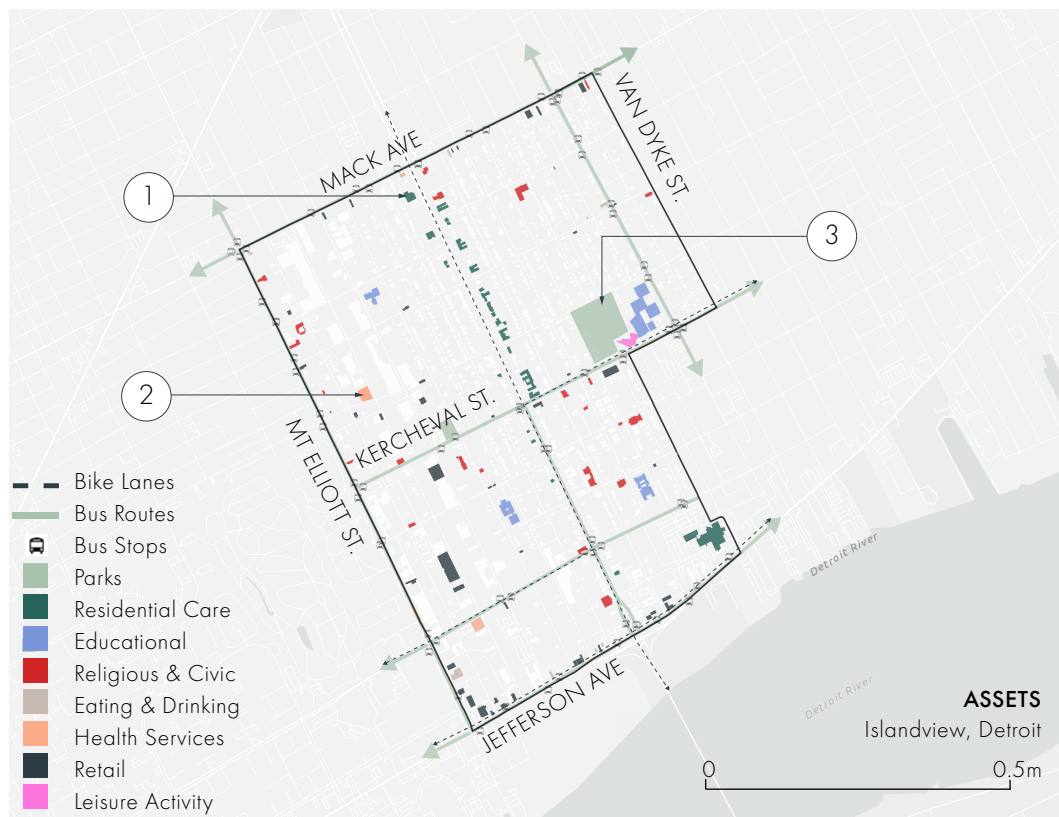 MACK AVE
VAN DYKE ST.
1
3
2
KERCHEVAL ST.
MT ELLIOTT ST.
JEFFERSON AVE
Detroit River
Detroit River
Bike Lanes
Bus Routes
Bus Stops
Parks
Residential Care
Educational
Religious & Civic
Eating & Drinking
Health Services
Retail
Leisure Activity
ASSETS
Islandview, Detroit
0 0.5m